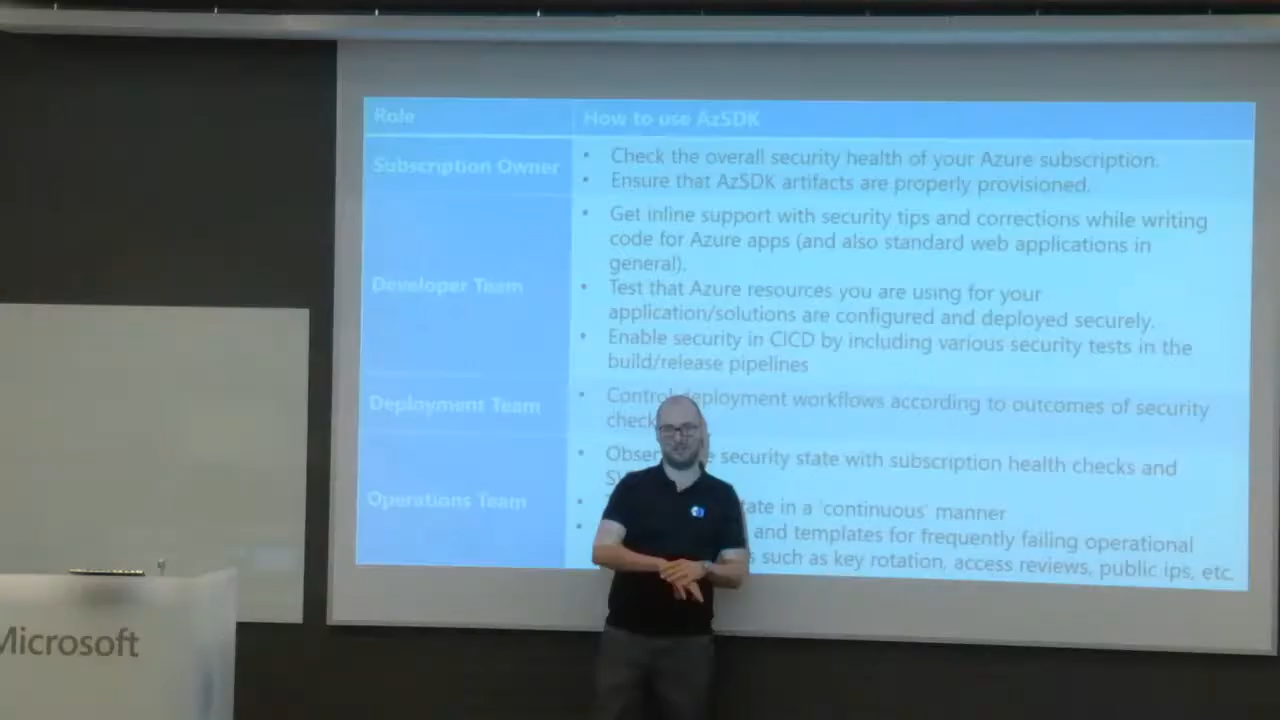 Role
How to use AzSDK
Subscription Owner
• Check the overall security health of your Azure subscription.
• Ensure that AzSDK artifacts are properly provisioned.
Developer Team
• Get inline support with security tips and corrections while writing
code for Azure apps (and also standard web applications in
general).
• Test that Azure resources you are using for your
application/solutions are configured and deployed securely.
• Enable security in CICD by including various security tests in the
build/release pipelines
Deployment Team
• Control deployment workflows according to outcomes of security
Operations Team
• security state with subscription health checks and
• in a 'continuous' manner
• and templates for frequently failing operational
such as key rotation, access reviews, public ips, etc.
Microsoft